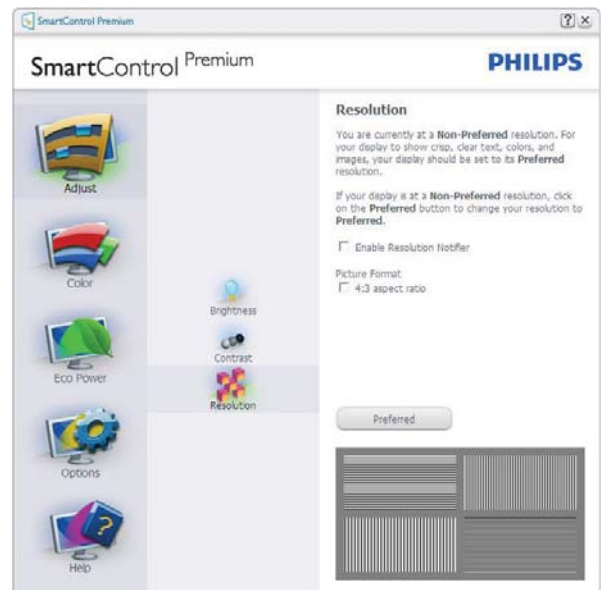 SmartControl Premium
SmartControl Premium
PHILIPS
Adjust
Color
Eco Power
Options
Help
Brightness
Contrast
Resolution
Resolution
You are currently at a Non-Preferred resolution. For
your display to show crisp, clear text, colors, and
images, your display should be set to its Preferred
resolution.
If your display is at a Non-Preferred resolution, click
on the Preferred button to change your resolution to
Preferred.
Enable Resolution Notifier
Picture Format
4:3 aspect ratio
Preferred